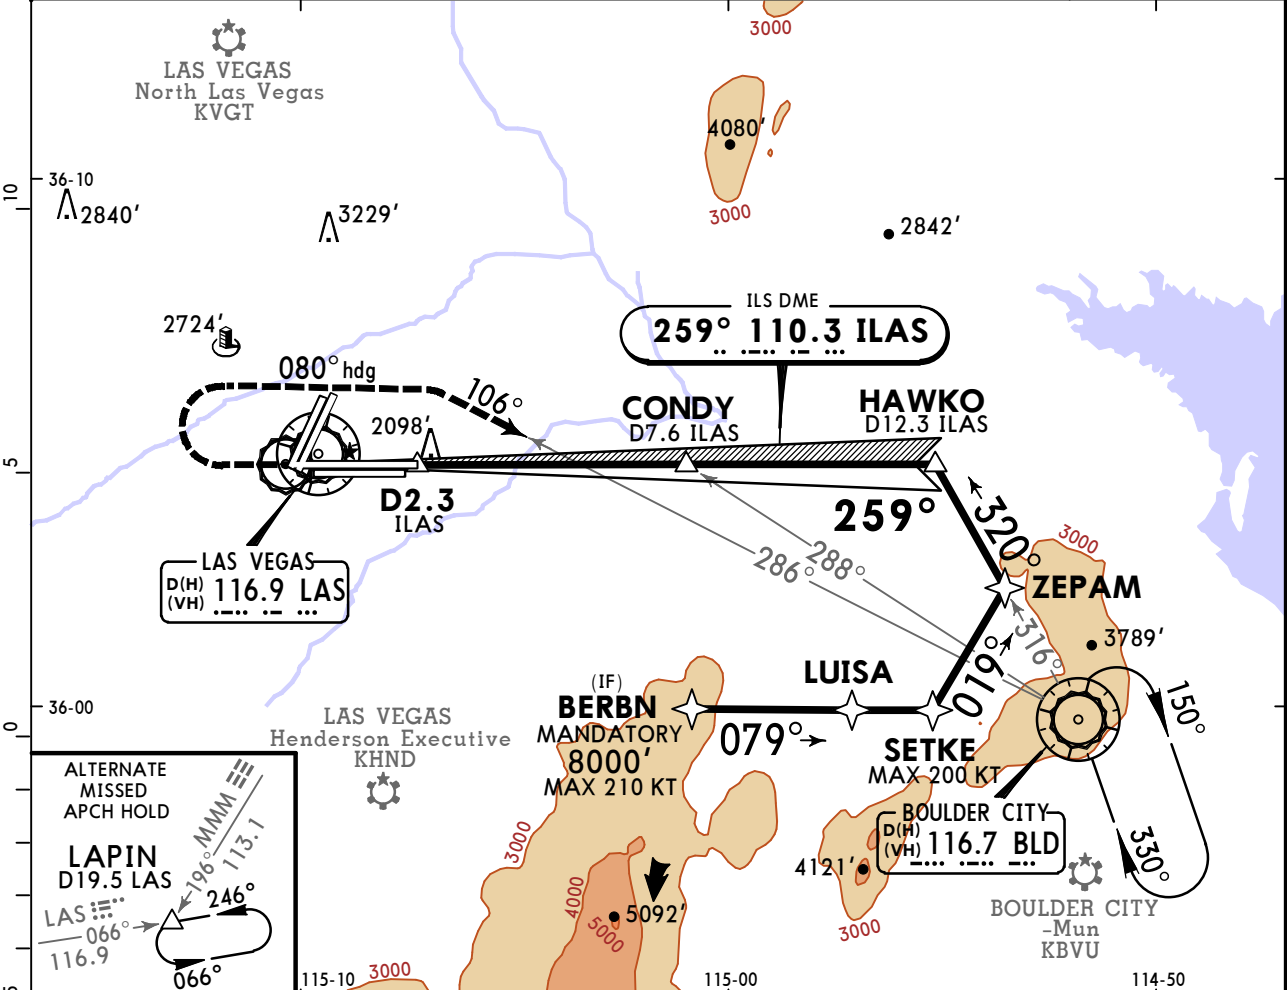 3000
LAS VEGAS
North Las Vegas
KVGT
4080'
3000
36-10
10
2840'
3229'
2842'
2724'
ILS DME
259° 110.3 ILAS
080° hdg
106°
2098'
CONDY
D7.6 ILAS
HAWKO
D12.3 ILAS
5
D2.3
ILAS
259°
320°
3000
LAS VEGAS
D(H)
(VH)
116.9 LAS
286°
288°
ZEPAM
316°
3789'
019°
(IF)
BERBN
MANDATORY
8000'
MAX 210 KT
LUISA
079°
SETKE
MAX 200 KT
150°
330°
36-00
0
LAS VEGAS
Henderson Executive
KHND
BOULDER CITY
D(H)
(VH)
116.7 BLD
3000
4000
5000
5092'
4121'
3000
BOULDER CITY
-Mun
KBVU
ALTERNATE
MISSED
APCH HOLD
LAPIN
D19.5 LAS
MMM
113.1
196°
246°
LAS
066°
116.9
066°
115-10
3000
115-00
114-50